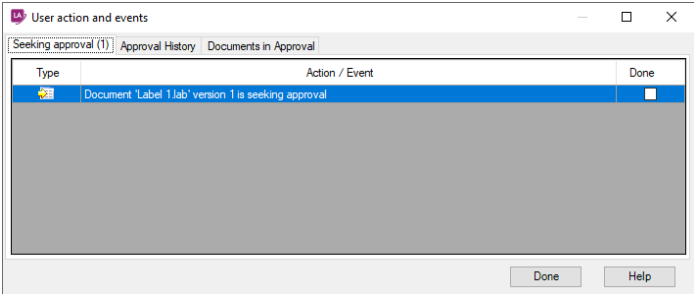 LA
User action and events
Seeking approval (1) Approval History Documents in Approval
Type Action / Event Done
Document 'Label 1.lab' version 1 is seeking approval
Done Help